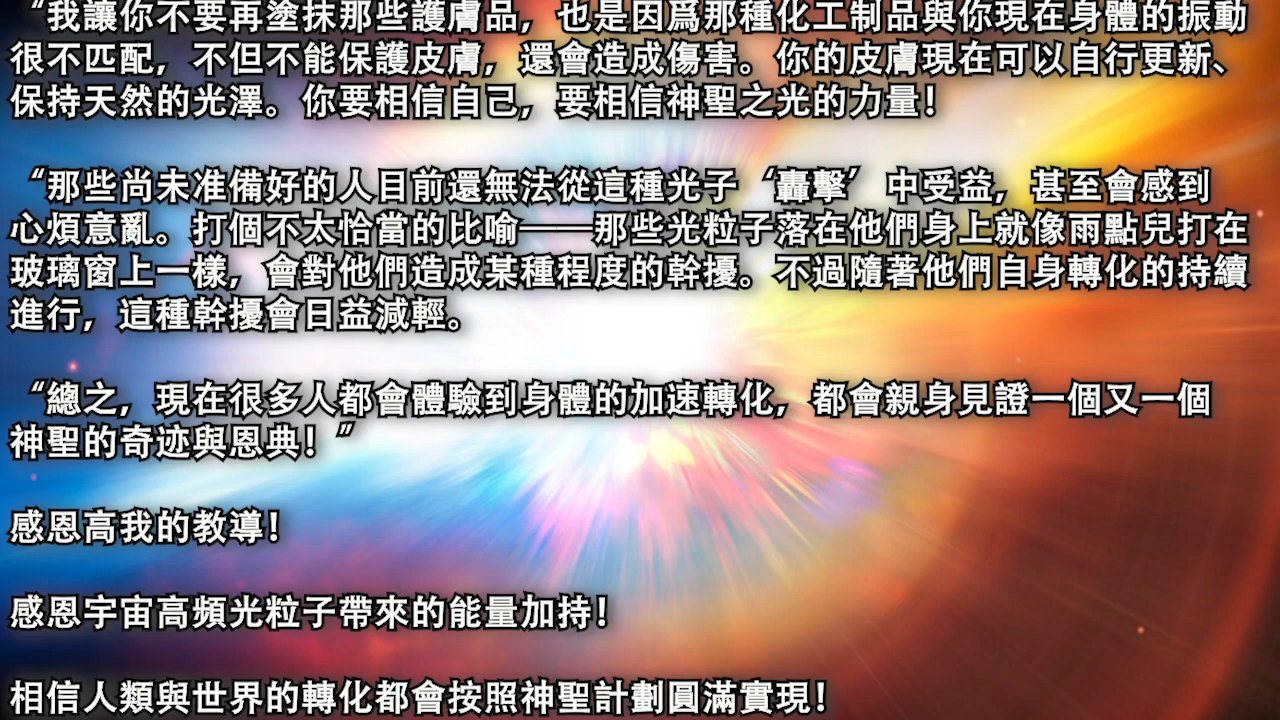 “我讓你不要再塗抹那些護膚品，也是因爲那種化工制品與你現在身體的振動
很不匹配，不但不能保護皮膚，還會造成傷害。你的皮膚現在可以自行更新、
保持天然的光澤。你要相信自己，要相信神聖之光的力量！
“那些尚未准備好的人目前還無法從這種光子‘轟擊’中受益，甚至會感到
心煩意亂。打個不太恰當的比喻——那些光粒子落在他們身上就像雨點兒打在
玻璃窗上一樣，會對他們造成某種程度的幹擾。不過隨著他們自身轉化的持續
進行，這種幹擾會日益減輕。
“總之，現在很多人都會體驗到身體的加速轉化，都會親身見證一個又一個
神聖的奇迹與恩典！”
感恩高我的教導！
感恩宇宙高頻光粒子帶來的能量加持！
相信人類與世界的轉化都會按照神聖計劃圓滿實現！